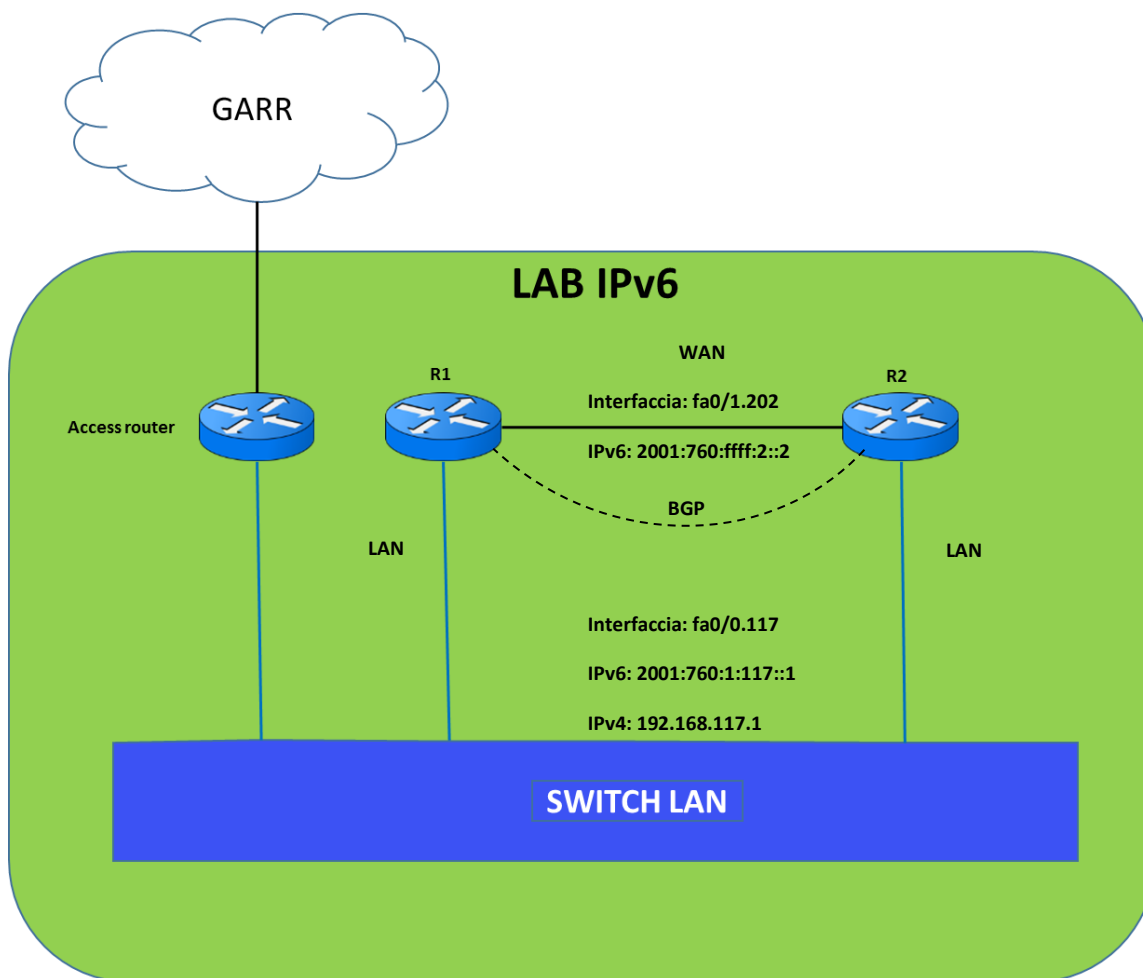 GARR
LAB IPv6
WAN
R1
R2
Interfaccia: fa0/1.202
Access router
IPv6: 2001:760:ffff:2::2
BGP
LAN
LAN
Interfaccia: fa0/0.117
IPv6: 2001:760:1:117::1
IPv4: 192.168.117.1
SWITCH LAN